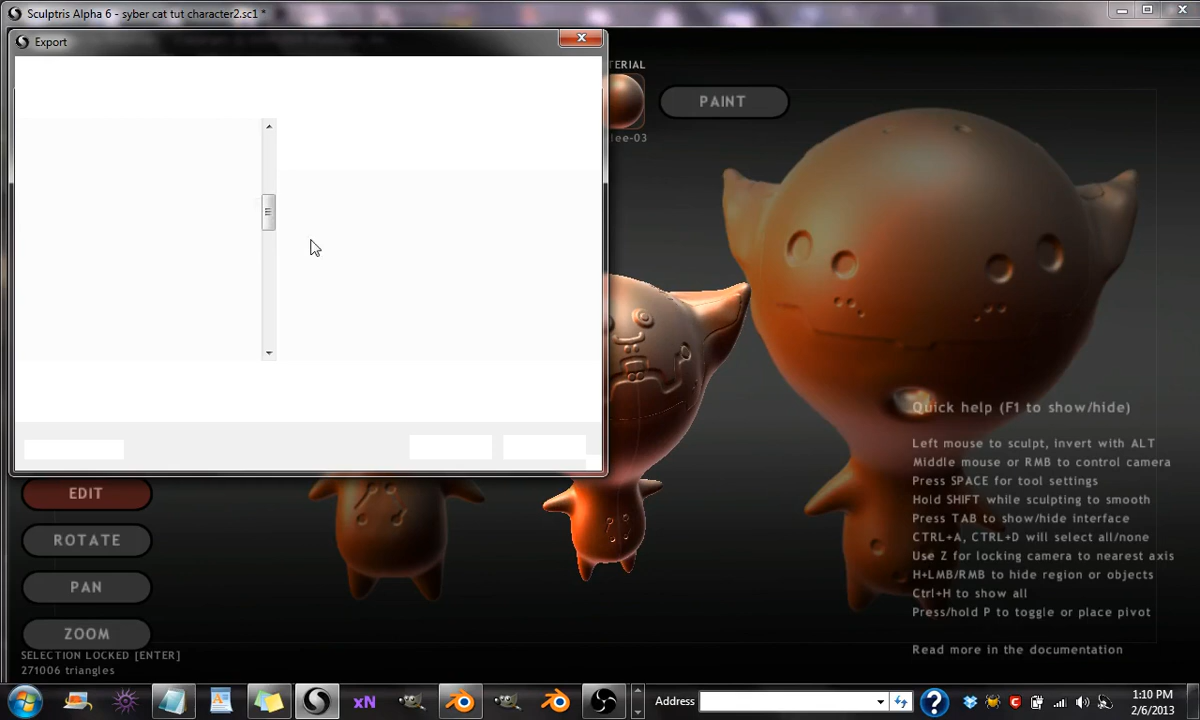 Sculptris Alpha 6 - syber cat tut character2.sc1 *
Export
PAINT
EDIT
ROTATE
PAN
ZOOM
SELECTION LOCKED [ENTER]
271006 triangles
Quick help (F1 to show/hide)
Left mouse to sculpt, invert with ALT
Middle mouse or RMB to control camera
Press SPACE for tool settings
Hold SHIFT while sculpting to smooth
Press TAB to show/hide interface
CTRL+A, CTRL+D will select all/none
Use Z for locking camera to nearest axis
H+LMB/RMB to hide region or objects
Ctrl+H to show all
Press/hold P to toggle or place pivot
Read more in the documentation
xN
Address
1:10 PM
2/6/2013